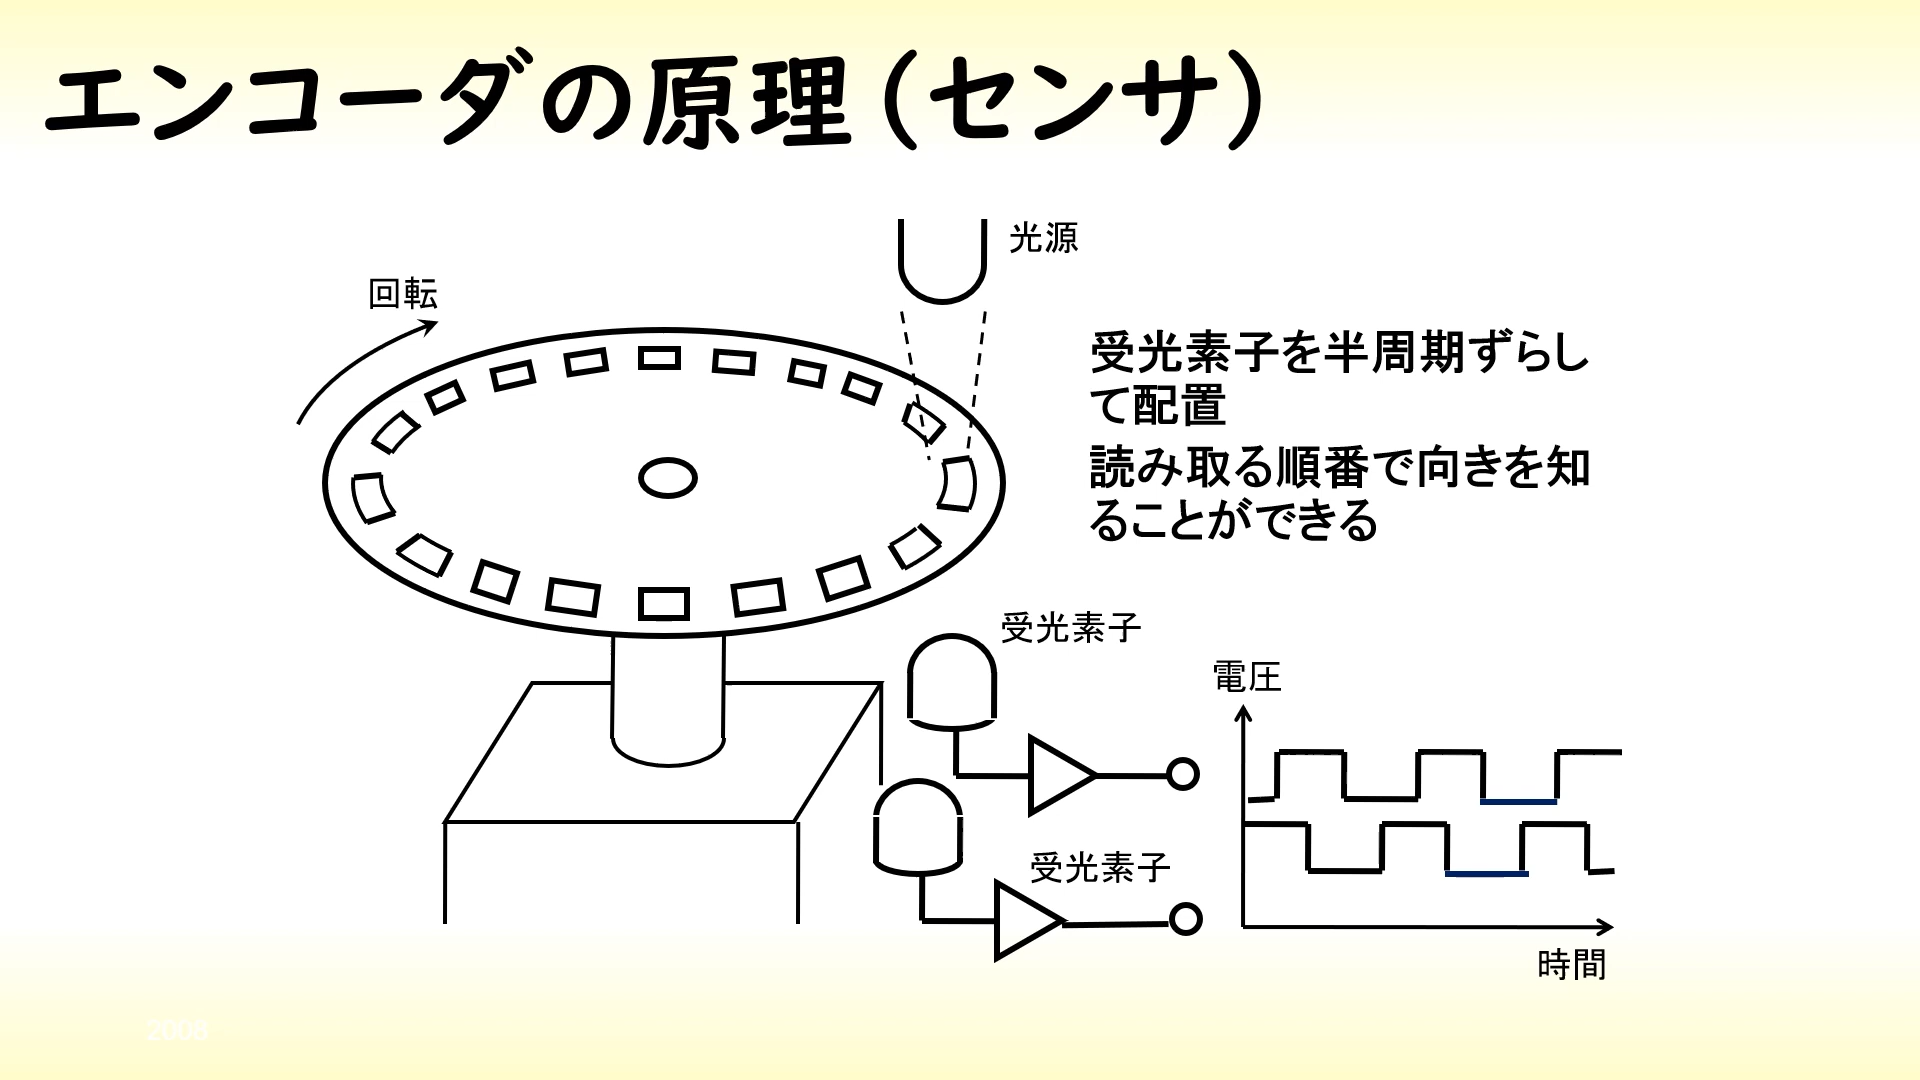 エンコーダの原理(センサ)
光源
回転
受光素子を半周期ずらし
て配置
読み取る順番で向きを知
ることができる
受光素子
電圧
受光素子
時間
2008